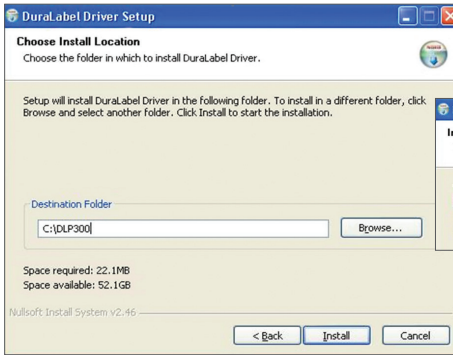 DuraLabel Driver Setup
Choose Install Location
Choose the folder in which to install DuraLabel Driver.
Setup will install DuraLabel Driver in the following folder. To install in a different folder, click
Browse and select another folder. Click Install to start the installation.
Destination Folder
C:\DLP300
Browse...
Space required: 22.1MB
Space available: 52.1GB
Nullsoft Install System v2.46
< Back
Install
Cancel